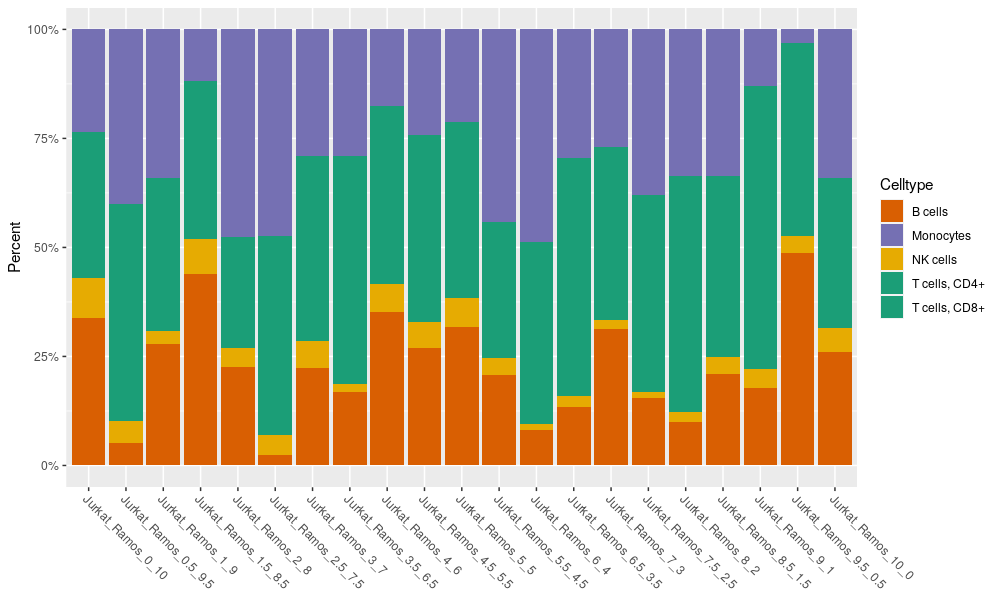 100%
75%
50%
25%
0%
Percent
Jurkat_Ramos_0_10
Jurkat_Ramos_0.5_9.5
Jurkat_Ramos_1_9
Jurkat_Ramos_1.5_8.5
Jurkat_Ramos_2_8
Jurkat_Ramos_2.5_7.5
Jurkat_Ramos_3_7
Jurkat_Ramos_3.5_6.5
Jurkat_Ramos_4_6
Jurkat_Ramos_4.5_5.5
Jurkat_Ramos_5_5
Jurkat_Ramos_5.5_4.5
Jurkat_Ramos_6_4
Jurkat_Ramos_6.5_3.5
Jurkat_Ramos_7_3
Jurkat_Ramos_7.5_2.5
Jurkat_Ramos_8_2
Jurkat_Ramos_8.5_1.5
Jurkat_Ramos_9_1
Jurkat_Ramos_9.5_0.5
Jurkat_Ramos_10_0
Celltype
B cells
Monocytes
NK cells
T cells, CD4+
T cells, CD8+